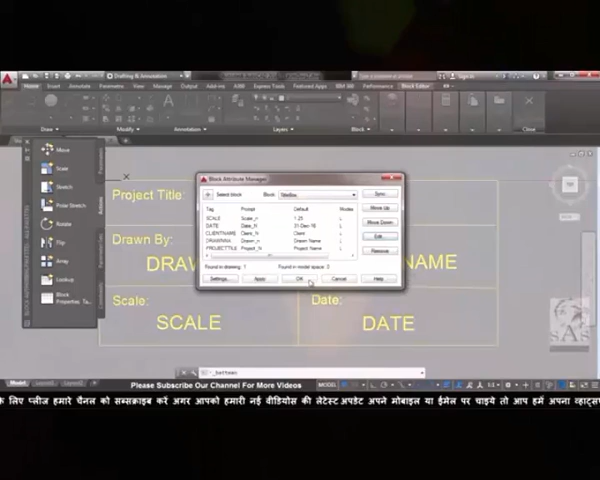 Drafting & Annotation
Sign In
Home Insert Annotate Parametric View Manage Output Add-ins Express Tools Featured Apps BIM 360 Performance Block Editor
Close
Draw Modify Annotation Layers Block
Move
Scale
Stretch
Polar Stretch
Rotate
Flip
Array
Lookup
Block Properties Ta...
Block Attribute Manager
Select block Block:
Sync
Tag Prompt Default Modes
Move Up
SCALE Scale_n 1:25 L
Move Down
DATE Date_N 31-Dec-16 L
CLIENTNAME Client_N Client L
Edit...
Drawn_n Drawn Name L
PROJECTTITLE Project_N Project Name L
Remove
Found in drawing: 1 Found in model space: 0
Settings... Apply OK Cancel Help
Project Title:
Drawn By:
DRAW
NAME
Scale: Date:
SCALE DATE
TOP
SAS
Model Layout1 Layout2
Please Subscribe Our Channel For More Videos
MODEL
के लिए प्लीज हमारे चैनल को सब्सक्राइब करें अगर आपको हमारी नई वीडियोस की लेटेस्ट अपडेट अपने मोबाइल या ईमेल पर चाइये तो आप हमें अपना व्हाट्स